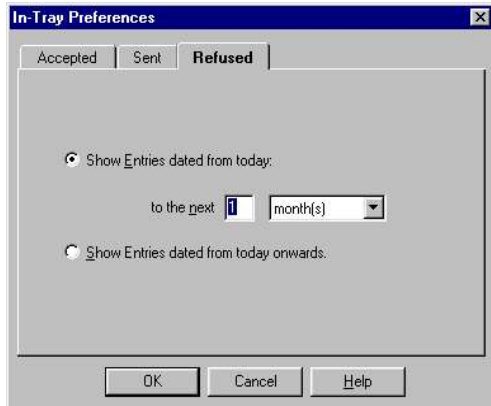 In-Tray Preferences
Accepted Sent Refused
Show Entries dated from today:
to the next 1 month(s)
Show Entries dated from today onwards.
OK Cancel Help